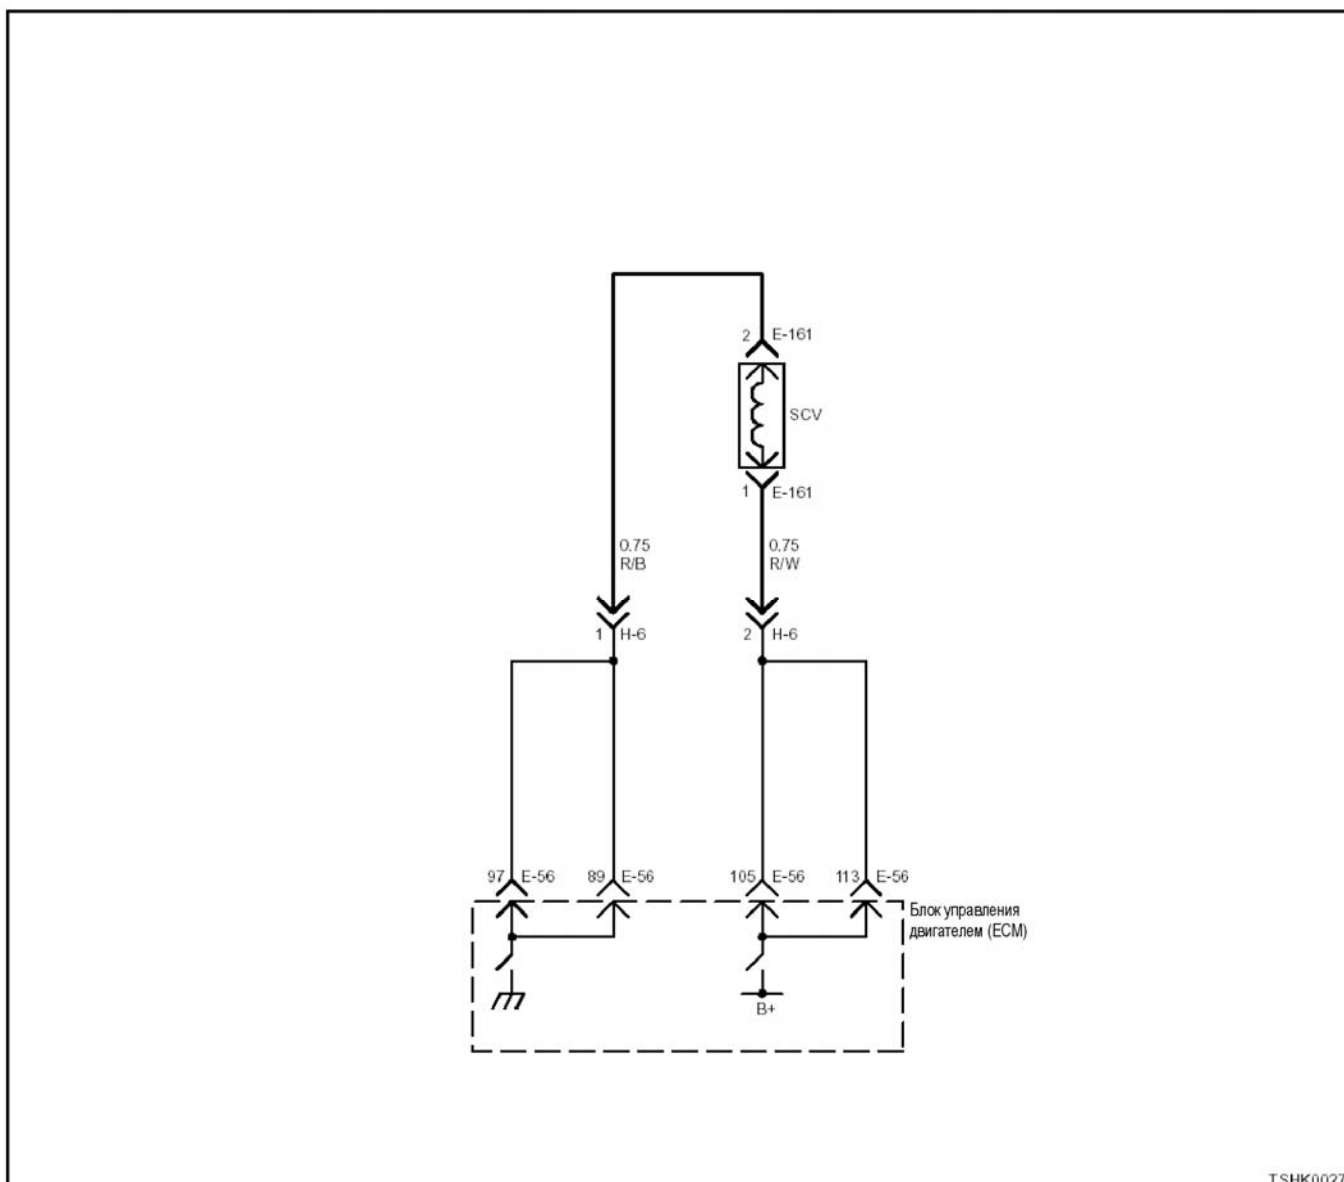 2 E-161
SCV
1 E-161
0.75 0.75
R/B R/W
1 H-6 2 H-6
97 E-56 89 E-56 105 E-56 113 E-56
Блок управления
двигателем (ECM)
B+
TSHK0027